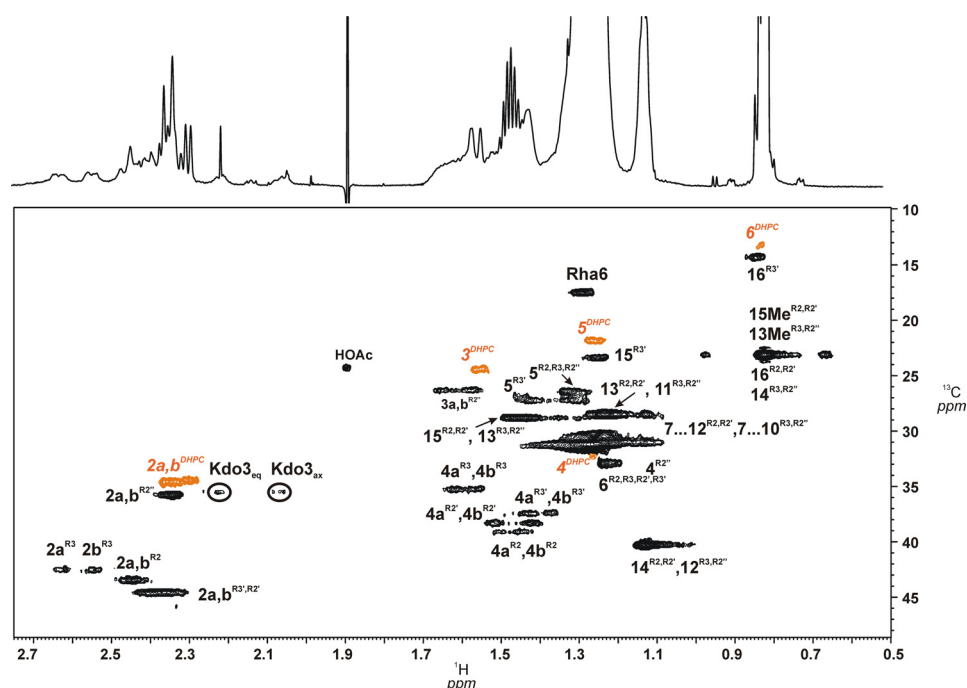 10
6^DHPC
15
16^R3'
Rha6
15Me^R2,R2'
13Me^R3,R2''
5^DHPC
20
3^DHPC
15^R3'
HOAc
5^R2,R3,R2''
16^R2,R2'
14^R3,R2''
5^R3'
13^R2,R2', 11^R3,R2''
25
13C
ppm
3a,b^R2''
15^R2,R2', 13^R3,R2''
7...12^R2,R2',7...10^R3,R2''
30
2a,b^DHPC
Kdo3eq
Kdo3ax
4^DHPC
4^R2''
4a^R3,4b^R3
6^R2,R3,R2',R3'
35
2a,b^R2''
4a^R3',4b^R3'
4a^R2',4b^R2'
2a^R3
2b^R3
2a,b^R2
4a^R2,4b^R2
14^R2,R2',12^R3,R2''
40
2a,b^R3',R2'
45
2.7 2.5 2.3 2.1 1.9 1.7 1.5 1.3 1.1 0.9 0.7 0.5
1H
ppm